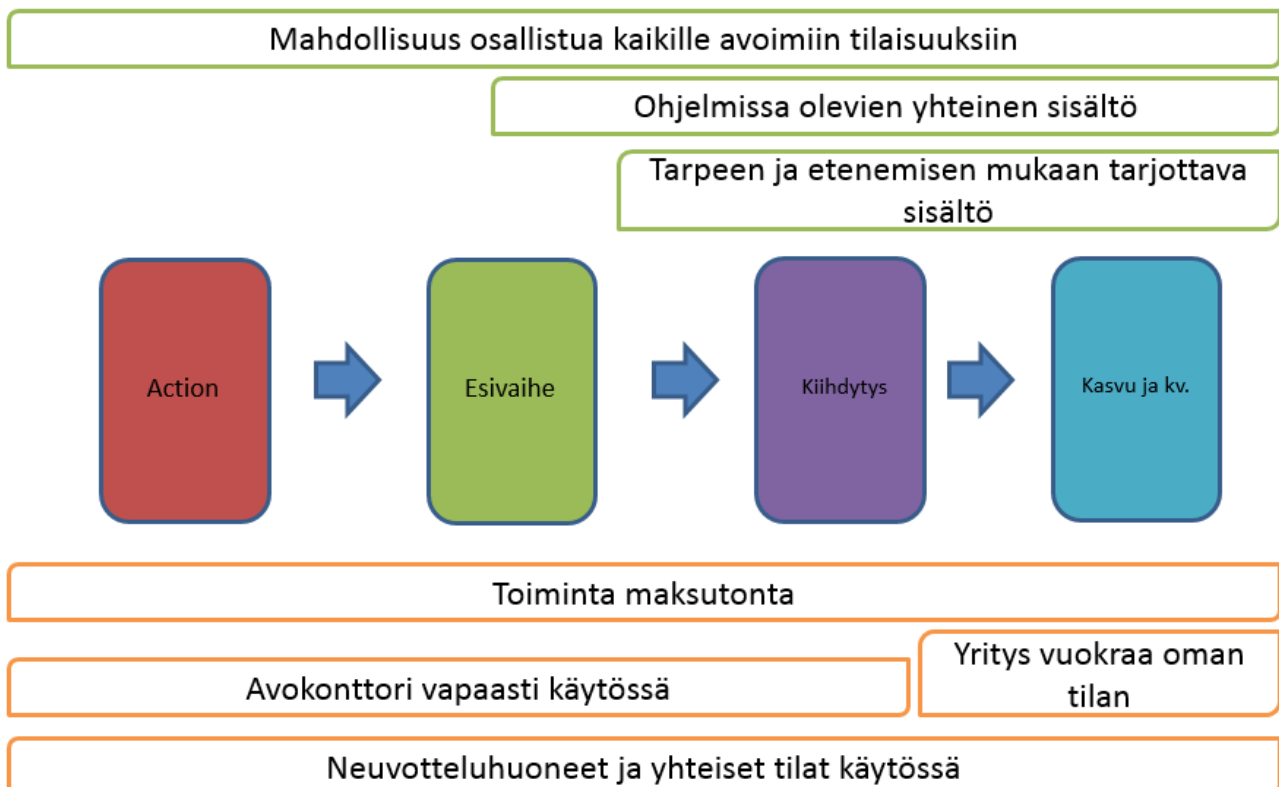 Mahdollisuus osallistua kaikille avoimiin tilaisuuksiin
Ohjelmissa olevien yhteinen sisältö
Tarpeen ja etenemisen mukaan tarjottava
sisältö
Action
Esivaihe
Kiihdytys
Kasvu ja kv.
Toiminta maksutonta
Avokonttori vapaasti käytössä
Yritys vuokraa oman
tilan
Neuvotteluhuoneet ja yhteiset tilat käytössä